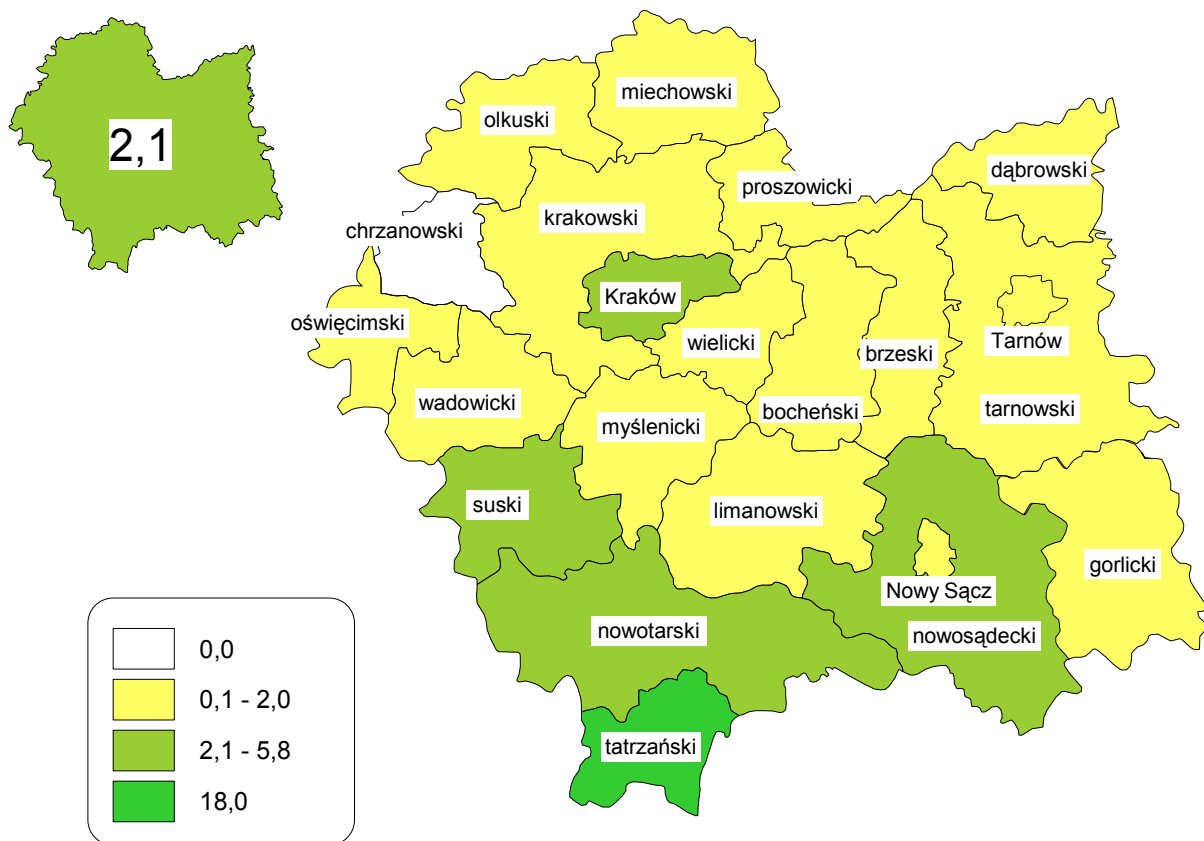 2,1
miechowski
olkuski
dąbrowski
proszowicki
krakowski
chrzanowski
Kraków
oświęcimski
Tarnów
wielicki
brzeski
wadowicki
bocheński
tarnowski
myślenicki
suski
limanowski
gorlicki
Nowy Sącz
nowotarski
nowosądecki
tatrzański
0,0
0,1 - 2,0
2,1 - 5,8
18,0